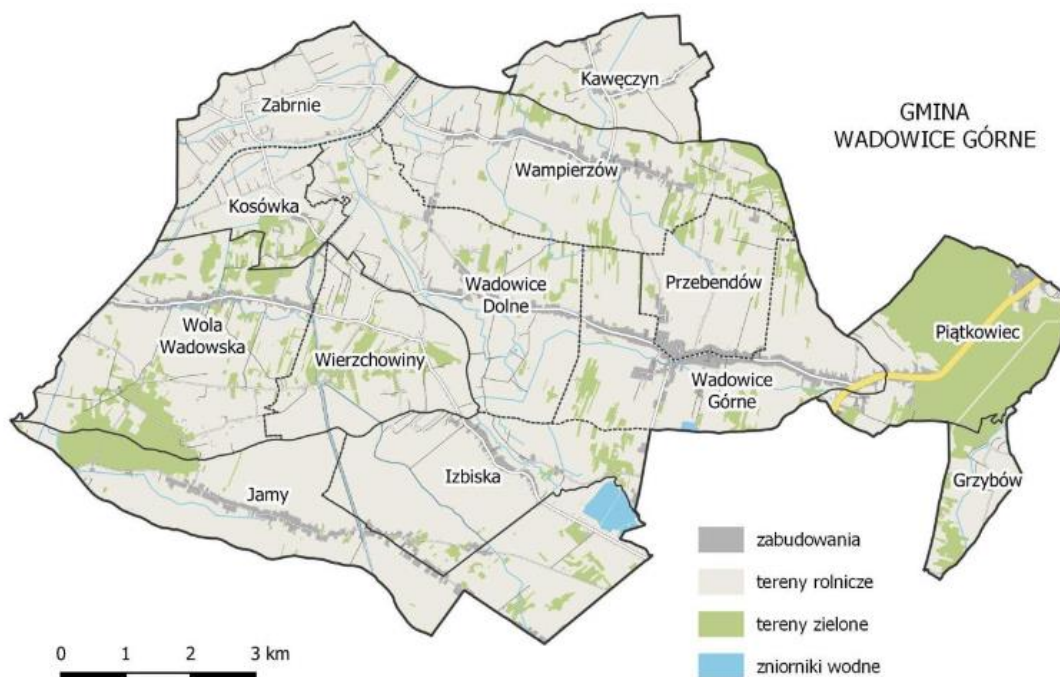 Kawęczyn
GMINA
WADOWICE GÓRNE
Zabrnie
Wampierzów
Kosówka
Wadowice
Dolne
Przebendów
Piątkowiec
Wola
Wadowska
Wierzchowiny
Wadowice
Górne
Izbiska
Jamy
Grzybów
zabudowania
tereny rolnicze
tereny zielone
zniorniki wodne
0 1 2 3 km